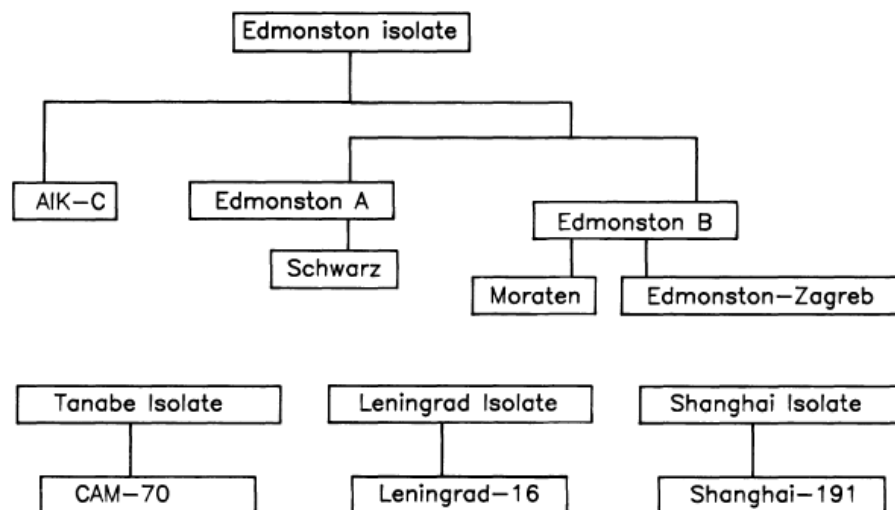 Edmonston isolate
AIK-C
Edmonston A
Edmonston B
Schwarz
Moraten
Edmonston-Zagreb
Tanabe Isolate
Leningrad Isolate
Shanghai Isolate
CAM-70
Leningrad-16
Shanghai-191